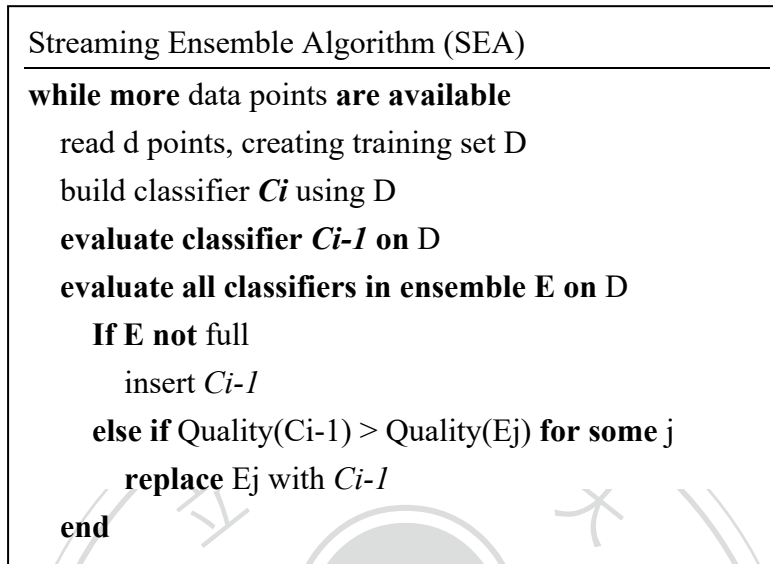 Streaming Ensemble Algorithm (SEA)
while more data points are available
read d points, creating training set D
build classifier Ci using D
evaluate classifier Ci-1 on D
evaluate all classifiers in ensemble E on D
If E not full
insert Ci-1
else if Quality(Ci-1) > Quality(Ej) for some j
replace Ej with Ci-1
end